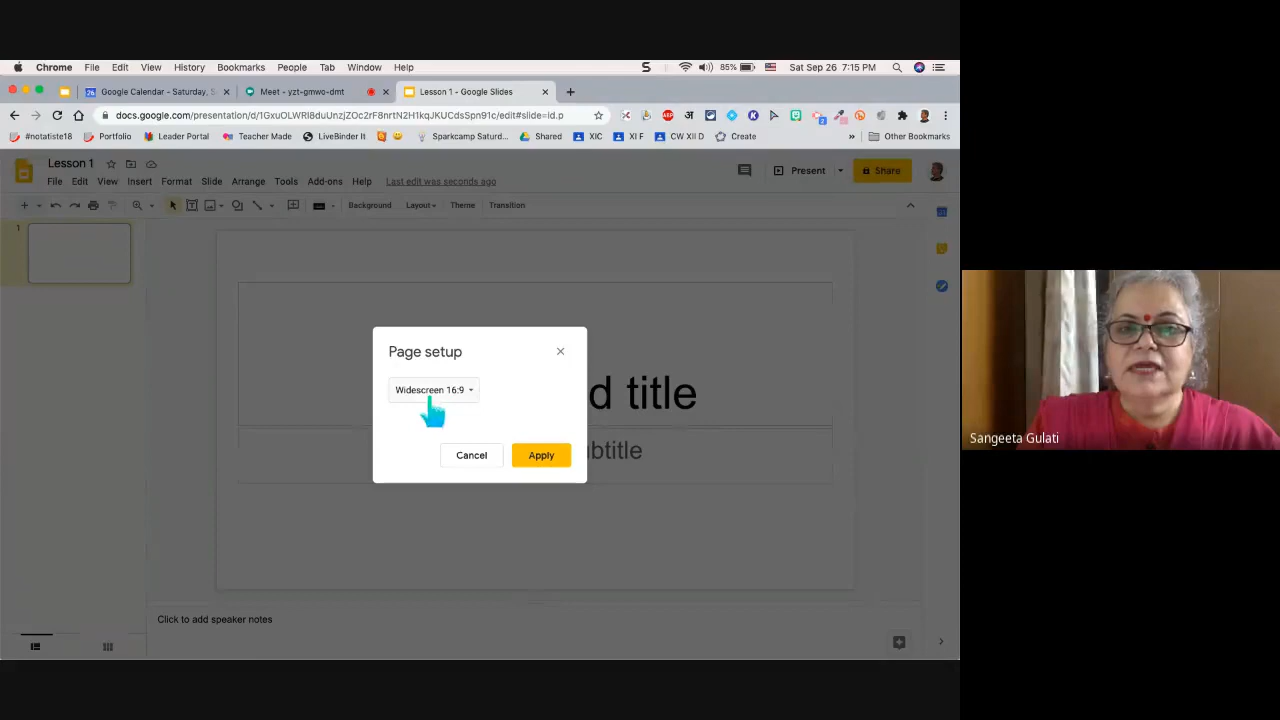 Chrome File Edit View History Bookmarks People Tab Window Help 85% Sat Sep 26 7:15 PM
Google Calendar - Saturday, S Meet - yzt-gmwo-dmt Lesson 1 - Google Slides
docs.google.com/presentation/d/1GxuOLWRI8duUnzjZOc2rF8nrtN2H1kqJKUCdsSpn91c/edit#slide=id.p
#notatiste18 Portfolio Leader Portal Teacher Made LiveBinder It Sparkcamp Saturd... Shared XIC XI F CW XII D Create » Other Bookmarks
Lesson 1
Present
Share
File Edit View Insert Format Slide Arrange Tools Add-ons Help Last edit was seconds ago
Background Layout Theme Transition
1
Page setup
Widescreen 16:9
d title
Cancel Apply
btitle
Sangeeta Gulati
Click to add speaker notes